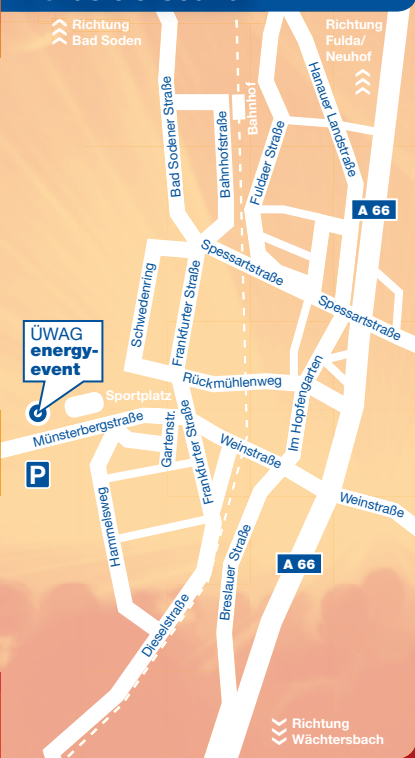 Richtung
Bad Soden
Richtung
Fulda/
Neuhof
Bahnhof
Hanauer Landstraße
Bad Sodener Straße
Bahnhofstraße
Fuldaer Straße
A 66
Spessartstraße
Schwedenring
Frankfurter Straße
Spessartstraße
ÜWAG
energy-
event
Rückmühlenweg
Im Hopfengarten
Sportplatz
Münsterbergstraße
Gartenstr.
Frankfurter Straße
Weinstraße
P
Weinstraße
Hammelsweg
Breslauer Straße
A 66
Dieselstraße
Richtung
Wächtersbach